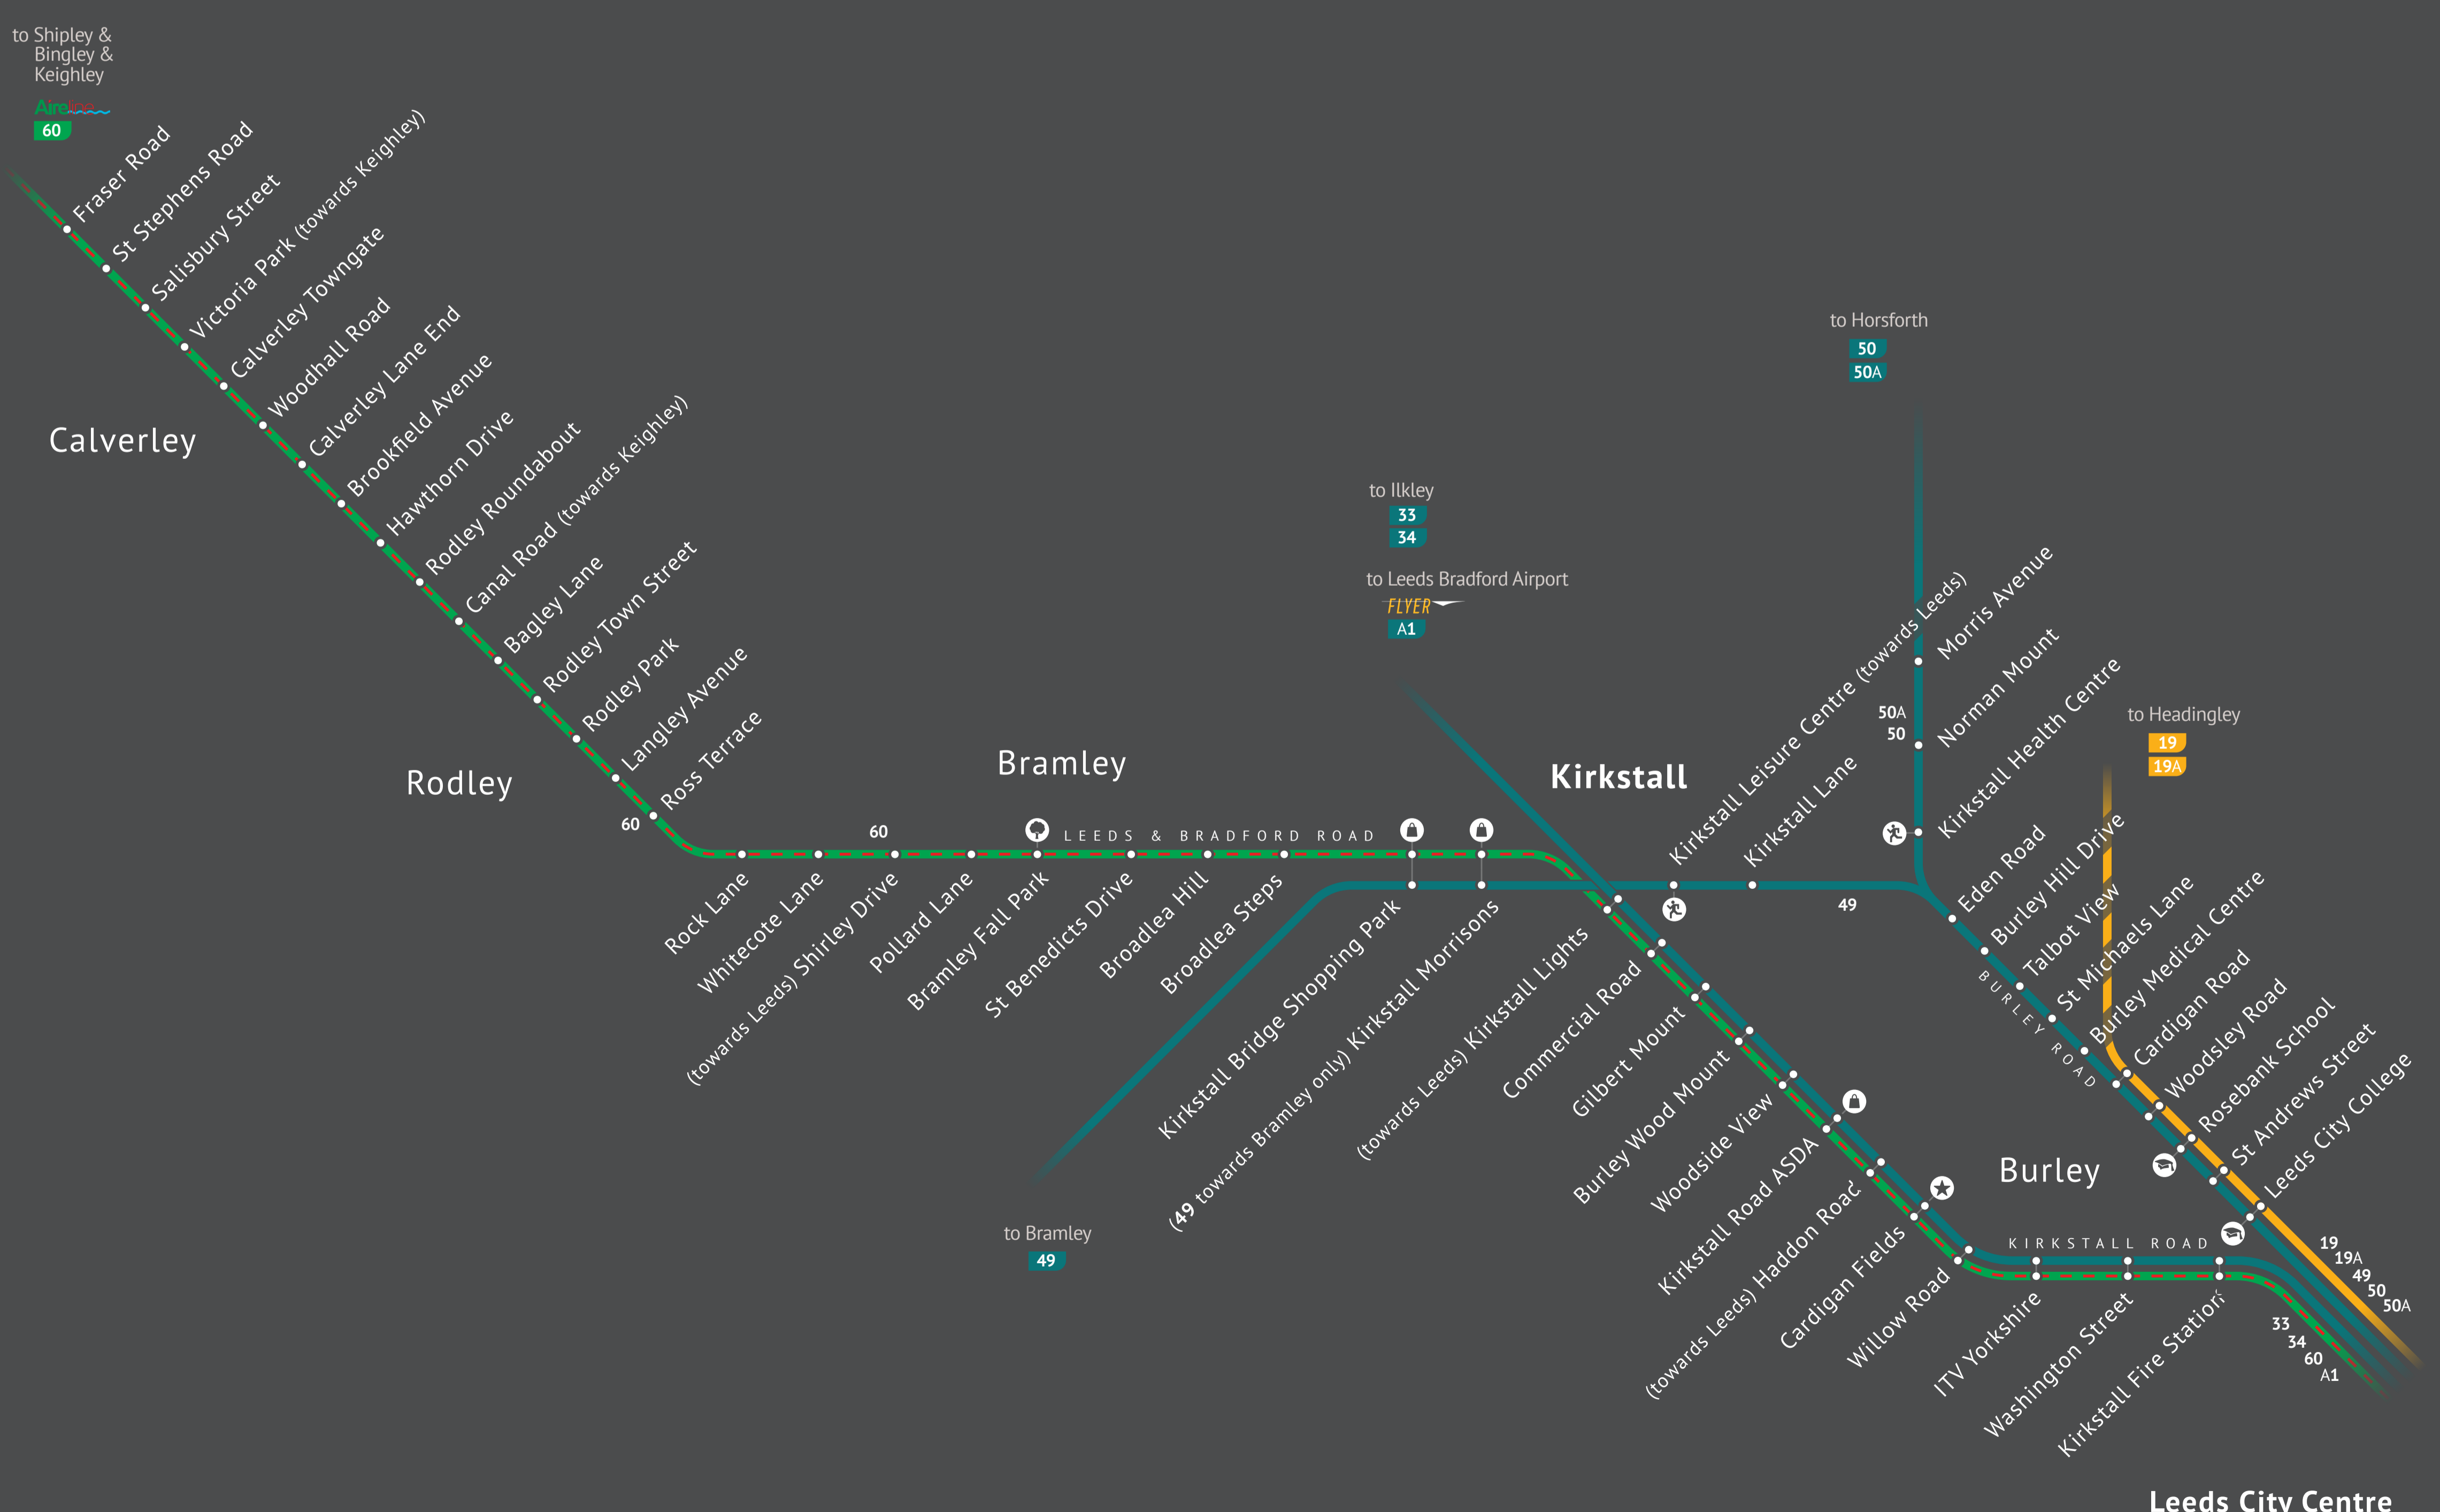 to Shipley &
Bingley &
Keighley
Aireline
60
Fraser Road
St Stephens Road
Salisbury Street
Victoria Park (towards Keighley)
Calverley Towngate
Woodhall Road
Calverley Lane End
Brookfield Avenue
Hawthorn Drive
Rodley Roundabout
Canal Road (towards Keighley)
Bagley Lane
Rodley Town Street
Rodley Park
Langley Avenue
Ross Terrace
Calverley
Rodley
60
60
Bramley
LEEDS & BRADFORD ROAD
Rock Lane
Whitecote Lane
(towards Leeds) Shirley Drive
Pollard Lane
Bramley Fall Park
St Benedicts Drive
Broadlea Hill
Broadlea Steps
Kirkstall Bridge Shopping Park
(49 towards Bramley only) Kirkstall Morrisons
(towards Leeds) Kirkstall Lights
Commercial Road
Gilbert Mount
Burley Wood Mount
Woodside View
Kirkstall Road ASDA
(towards Leeds) Haddon Road
Cardigan Fields
Willow Road
ITV Yorkshire
Washington Street
Kirkstall Fire Station
to Bramley
49
to Ilkley
33
34
to Leeds Bradford Airport
FLYER
A1
Kirkstall
Kirkstall Leisure Centre (towards Leeds)
Kirkstall Lane
49
to Horsforth
50
50A
Morris Avenue
Norman Mount
Kirkstall Health Centre
50A
50
to Headingley
19
19A
Eden Road
Burley Hill Drive
Talbot View
St Michaels Lane
Burley Medical Centre
Cardigan Road
Woodsley Road
Rosebank School
St Andrews Street
Leeds City College
BURLEY ROAD
Burley
KIRKSTALL ROAD
19
19A
49
50
50A
33
34
60
A1
Leeds City Centre